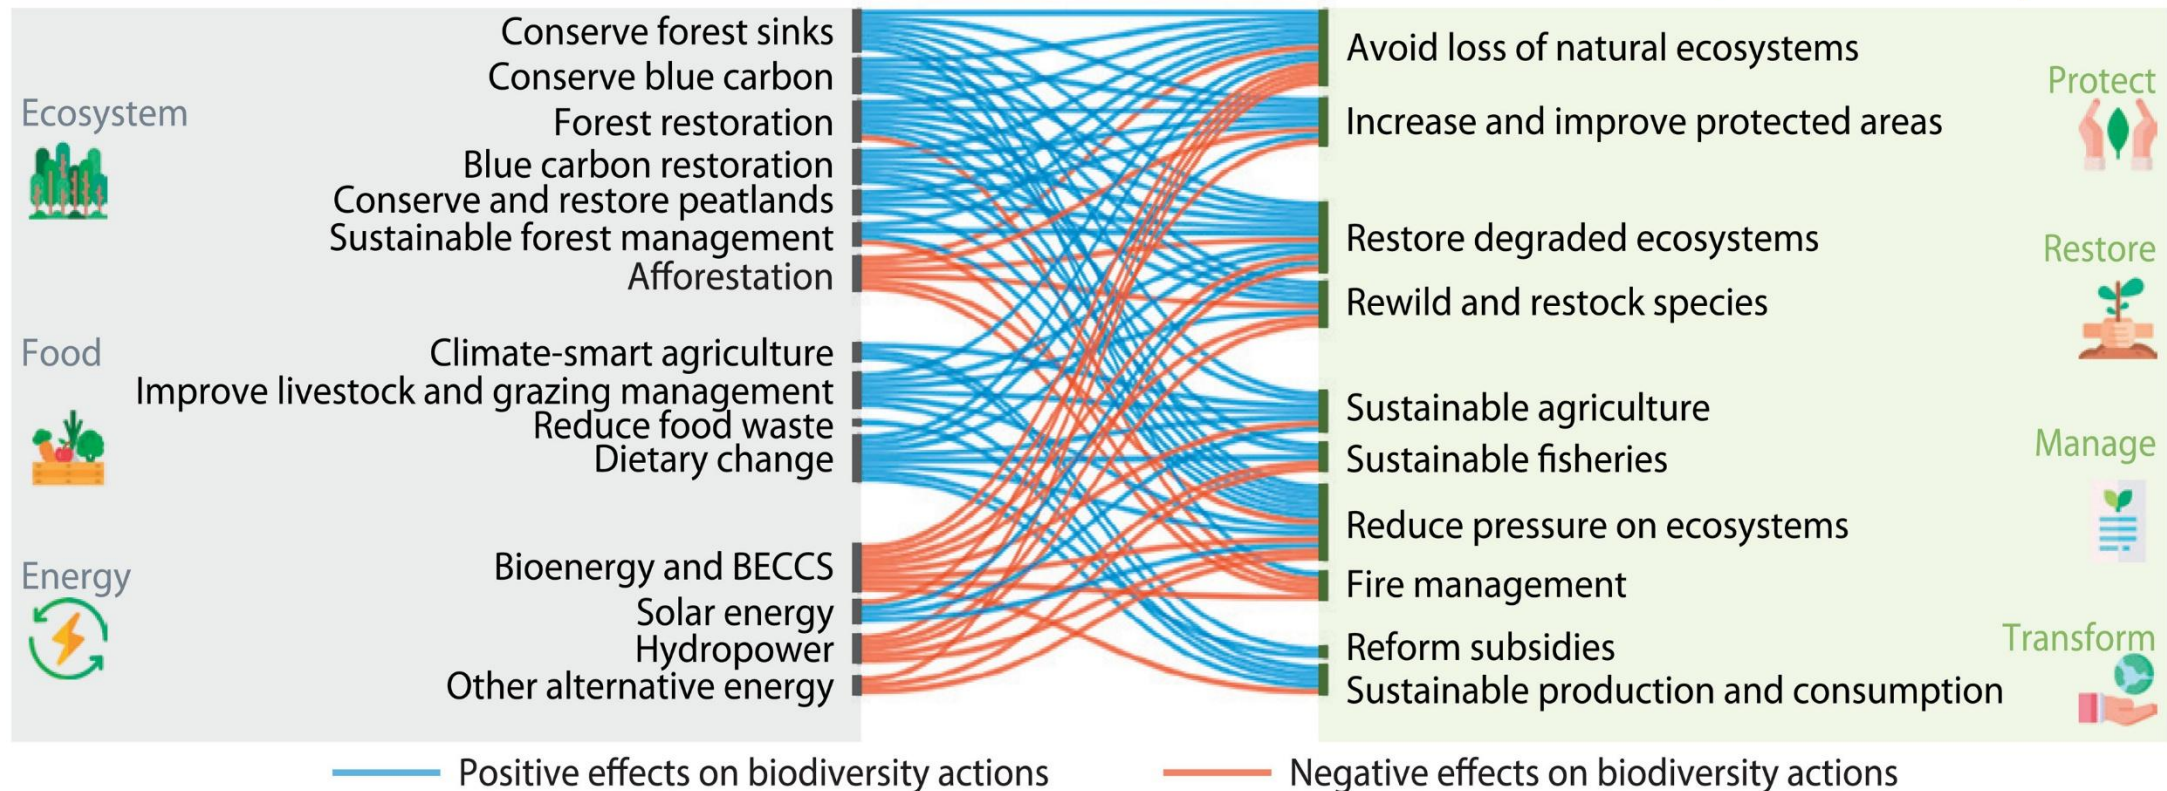 Ecosystem
Conserve forest sinks
Conserve blue carbon
Forest restoration
Blue carbon restoration
Conserve and restore peatlands
Sustainable forest management
Afforestation
Food
Climate-smart agriculture
Improve livestock and grazing management
Reduce food waste
Dietary change
Energy
Bioenergy and BECCS
Solar energy
Hydropower
Other alternative energy
Avoid loss of natural ecosystems
Increase and improve protected areas
Protect
Restore degraded ecosystems
Rewild and restock species
Restore
Sustainable agriculture
Sustainable fisheries
Reduce pressure on ecosystems
Fire management
Manage
Reform subsidies
Sustainable production and consumption
Transform
Positive effects on biodiversity actions
Negative effects on biodiversity actions